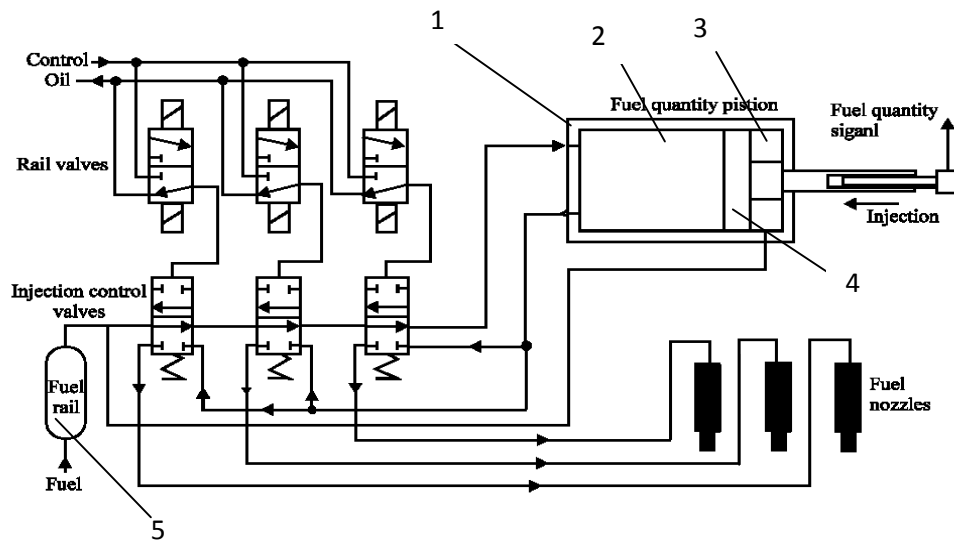 1
2
3
Control
Oil
Fuel quantity pistion
Fuel quantity
siganl
Rail valves
Injection
4
Injection control
valves
Fuel
rail
Fuel
nozzles
Fuel
5